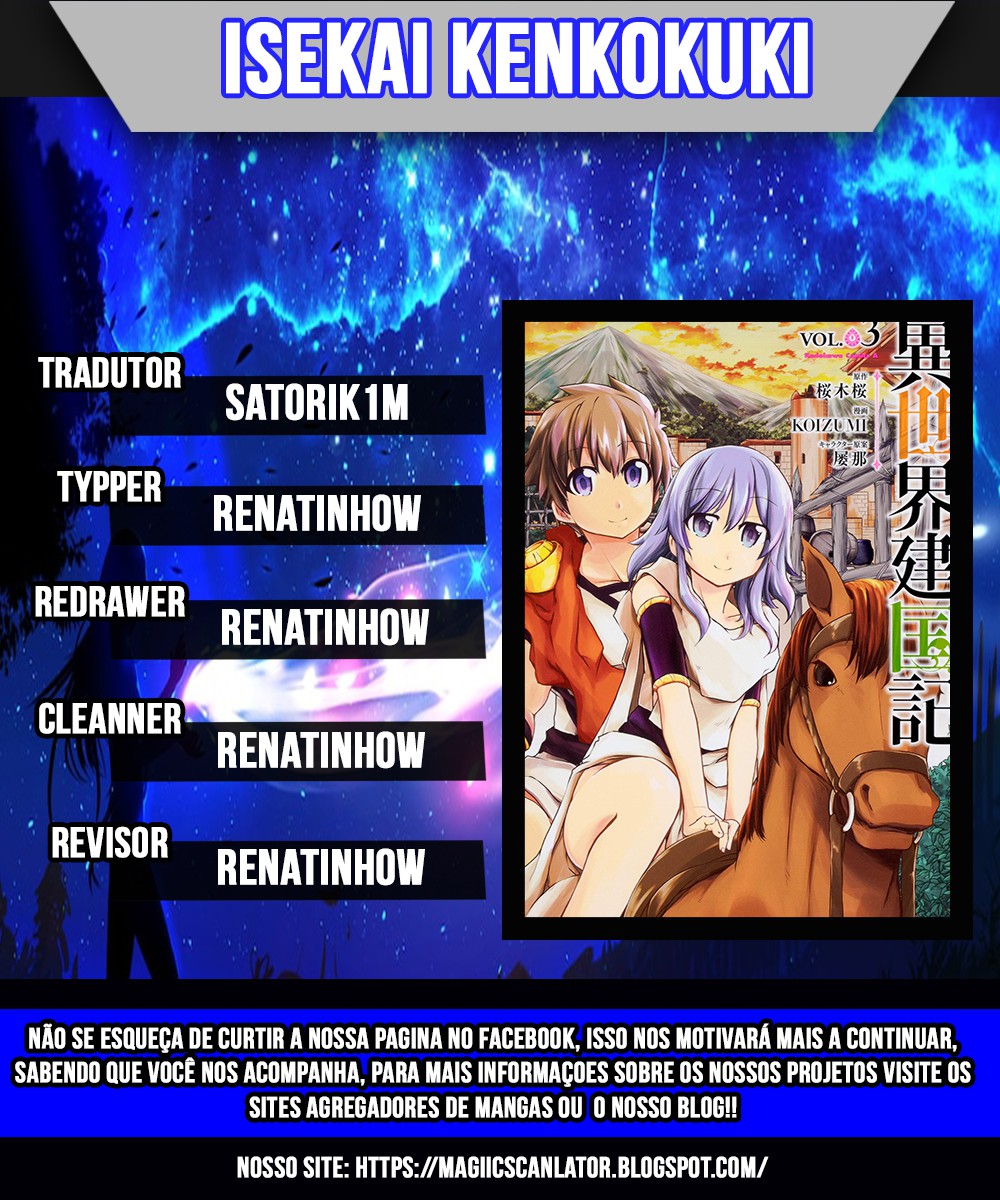 ISEKAI KENKOKUKI
TRADUTOR
SATORIK1M
TYPPER
RENATINHOW
REDRAWER
RENATINHOW
CLEANNER
RENATINHOW
REVISOR
RENATINHOW
VOL. 3
原作
桜木桜
漫画
KOIZUMI
キャラクター原案
屡那
異世界建国記
NÃO SE ESQUEÇA DE CURTIR A NOSSA PAGINA NO FACEBOOK, ISSO NOS MOTIVARÁ MAIS A CONTINUAR,
SABENDO QUE VOCÊ NOS ACOMPANHA, PARA MAIS INFORMAÇOES SOBRE OS NOSSOS PROJETOS VISITE OS
SITES AGREGADORES DE MANGAS OU O NOSSO BLOG!!
NOSSO SITE: HTTPS://MAGIICSCANLATOR.BLOGSPOT.COM/